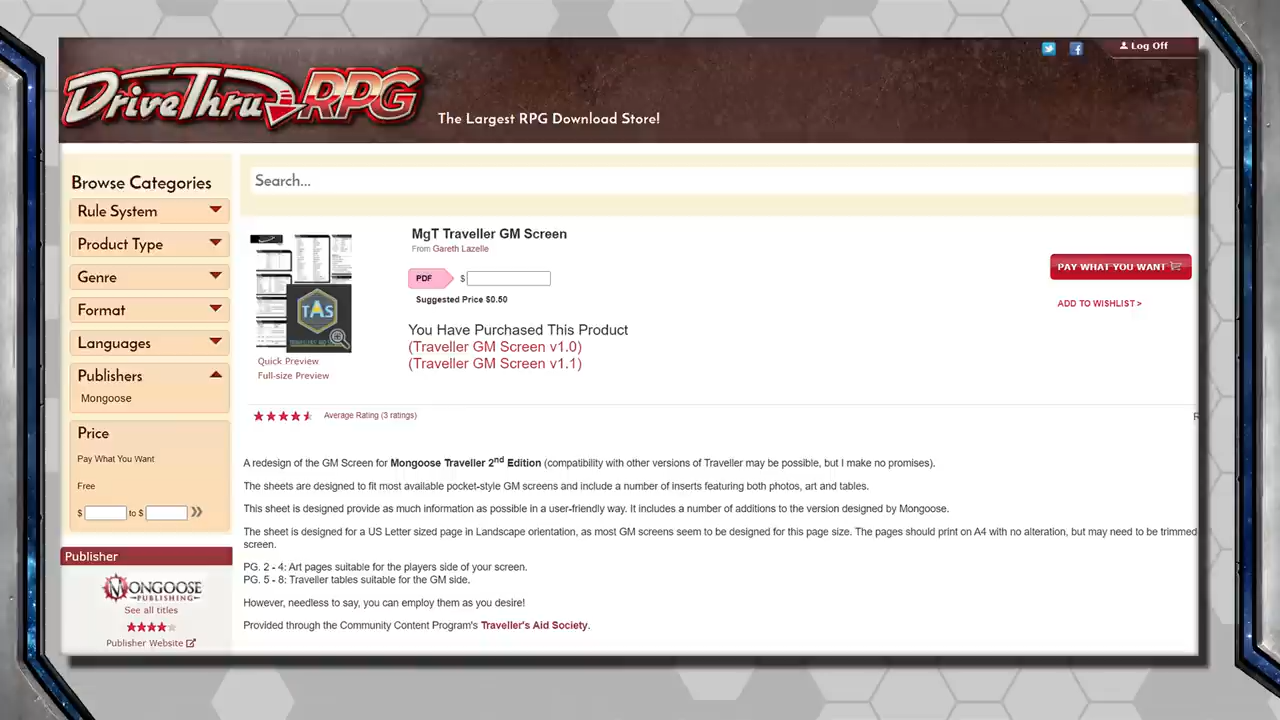 Log Off
DriveThruRPG
The Largest RPG Download Store!
Browse Categories
Rule System
Product Type
Genre
Format
Languages
Publishers
Mongoose
Price
Pay What You Want
Free
$ to $
Publisher
MONGOOSE
PUBLISHING
See all titles
Publisher Website
Search...
TAS
Quick Preview
Full-size Preview
MgT Traveller GM Screen
From Gareth Lazelle
PDF $
Suggested Price $0.50
PAY WHAT YOU WANT
ADD TO WISHLIST >
You Have Purchased This Product
(Traveller GM Screen v1.0)
(Traveller GM Screen v1.1)
Average Rating (3 ratings)
A redesign of the GM Screen for Mongoose Traveller 2nd Edition (compatibility with other versions of Traveller may be possible, but I make no promises).
The sheets are designed to fit most available pocket-style GM screens and include a number of inserts featuring both photos, art and tables.
This sheet is designed provide as much information as possible in a user-friendly way. It includes a number of additions to the version designed by Mongoose.
The sheet is designed for a US Letter sized page in Landscape orientation, as most GM screens seem to be designed for this page size. The pages should print on A4 with no alteration, but may need to be trimmed
screen.
PG. 2 - 4: Art pages suitable for the players side of your screen.
PG. 5 - 8: Traveller tables suitable for the GM side.
However, needless to say, you can employ them as you desire!
Provided through the Community Content Program's Traveller's Aid Society.